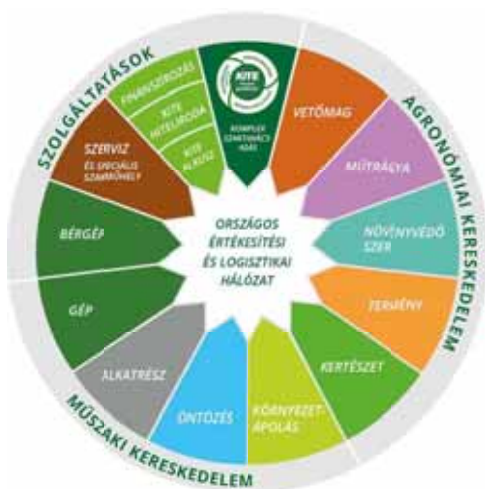 SZOLGÁLTATÁSOK
AGRONÓMIAI KERESKEDELEM
MŰSZAKI KERESKEDELEM
KITE
KOMPLEX
SZAKTANÁCS-
ADÁS
VETŐMAG
MŰTRÁGYA
NÖVÉNYVÉDŐ
SZER
TERMÉNY
KERTÉSZET
KÖRNYEZET-
ÁPOLÁS
ÖNTÖZÉS
ALKATRÉSZ
GÉP
BÉRGÉP
SZERVIZ
ÉS SPECIÁLIS
SZAKMŰHELY
FINANSZÍROZÁS
KITE
HITELIRODA
KITE
ALKUSZ
ORSZÁGOS
ÉRTÉKESÍTÉSI
ÉS LOGISZTIKAI
HÁLÓZAT